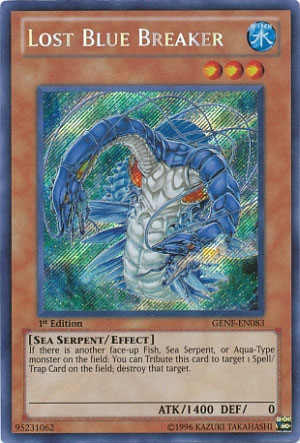 LOST BLUE BREAKER
WATER
水
1st Edition
GENF-EN083
[SEA SERPENT/EFFECT]
If there is another face-up Fish, Sea Serpent, or Aqua-Type
monster on the field: You can Tribute this card to target 1 Spell/
Trap Card on the field; destroy that target.
ATK/1400 DEF/ 0
95231062
©1996 KAZUKI TAKAHASHI